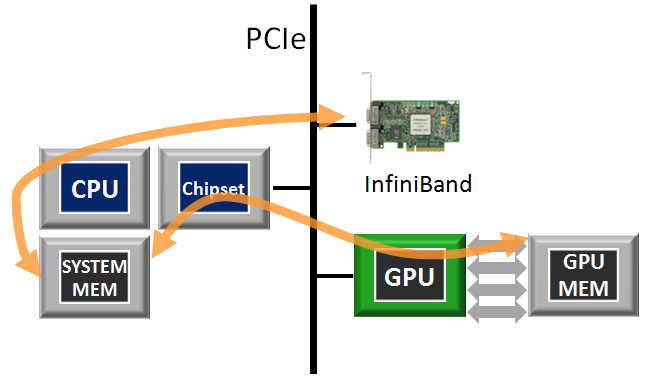 PCIe
InfiniBand
CPU
Chipset
SYSTEM
MEM
GPU
GPU
MEM